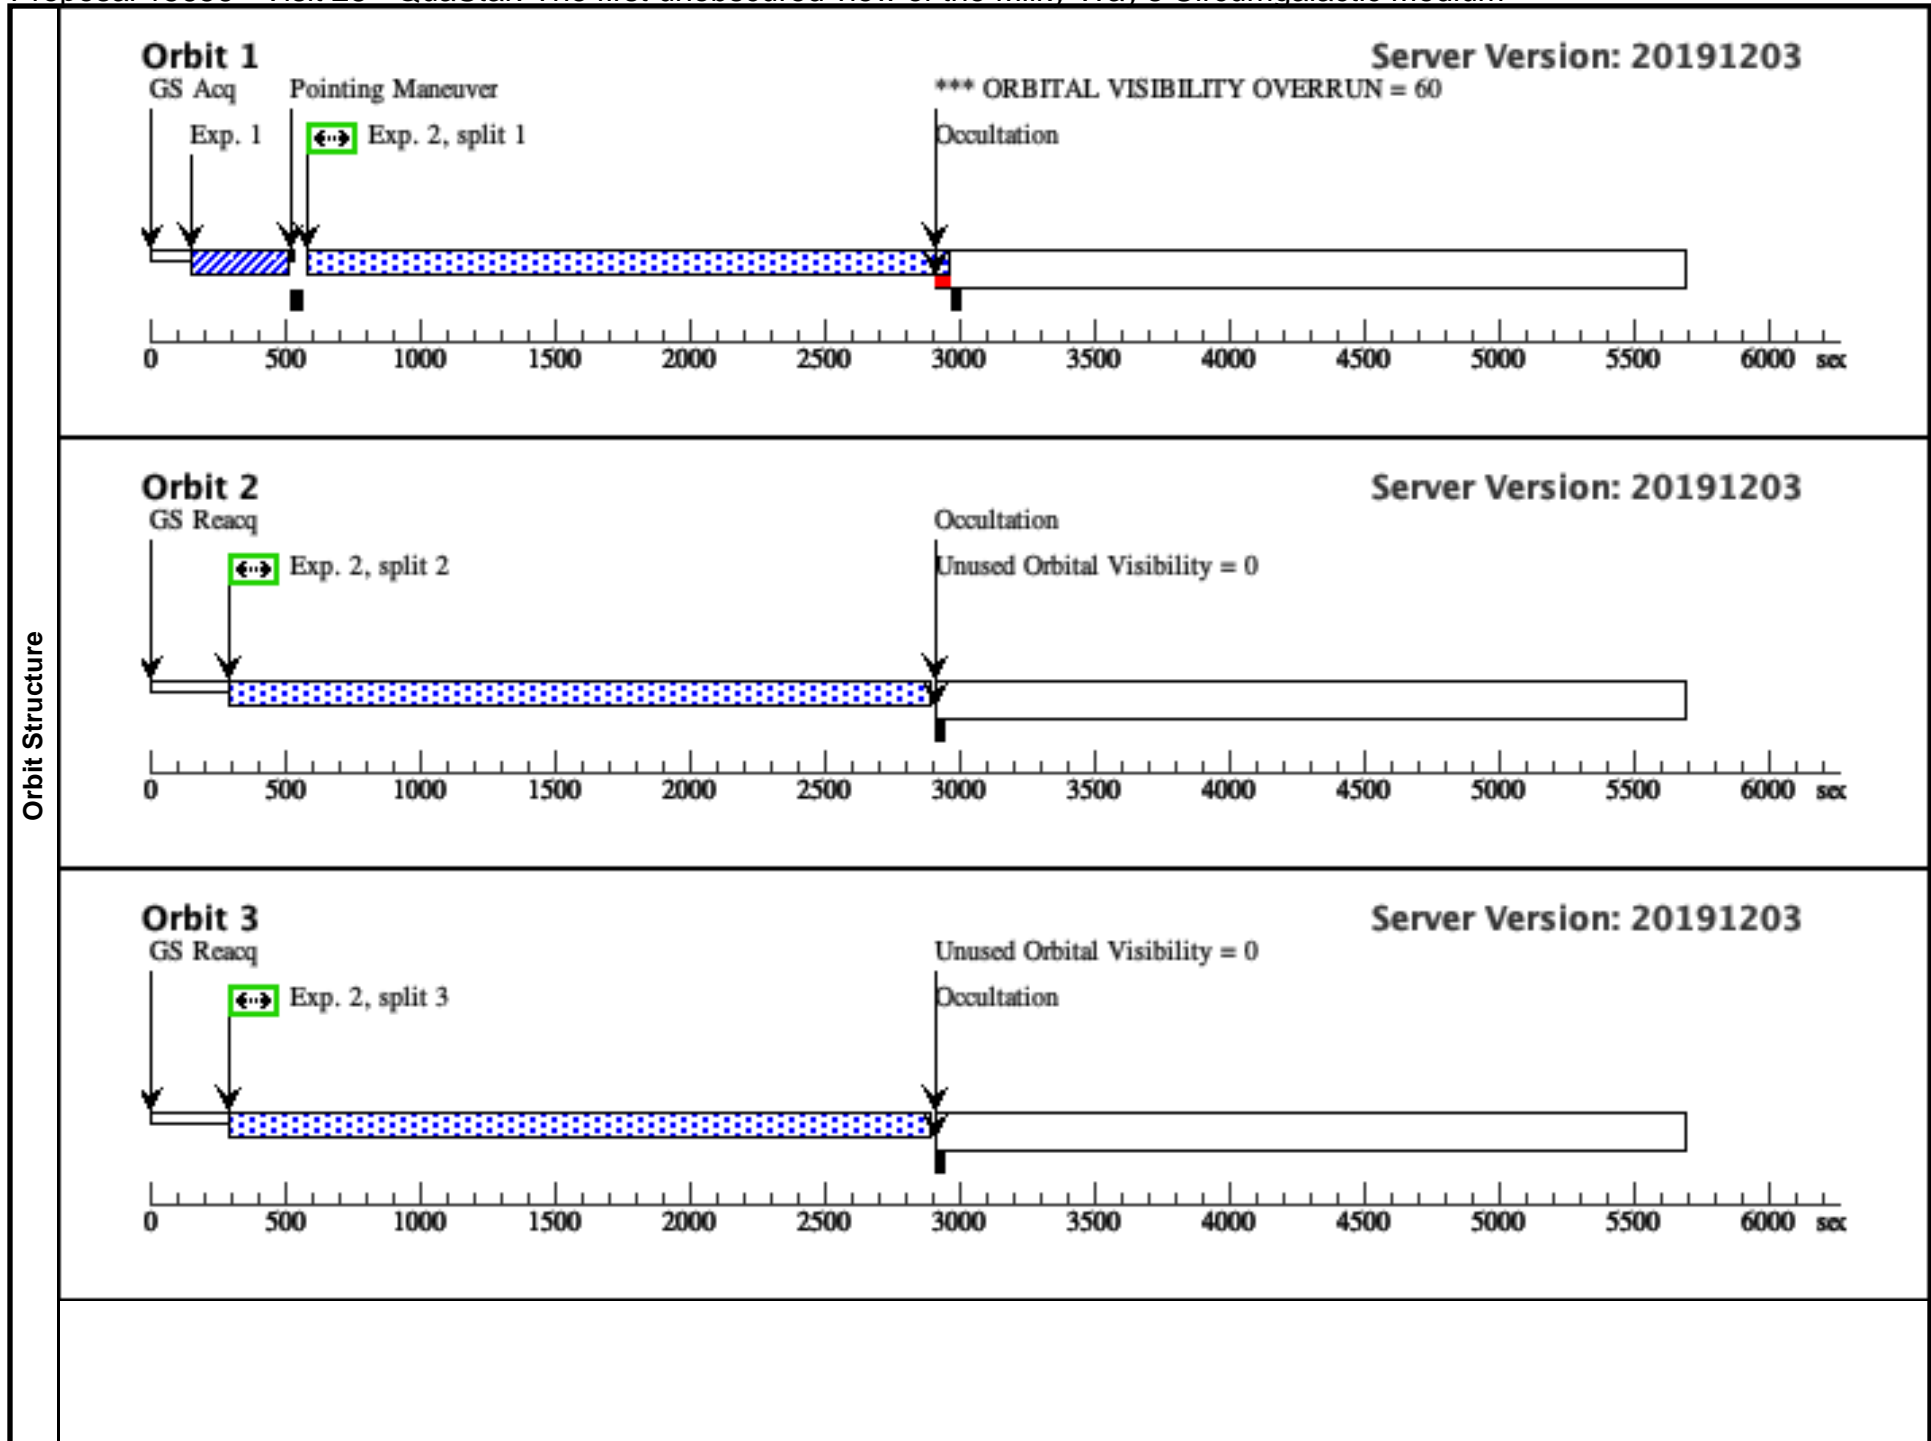 Orbit Structure
Orbit 1
Server Version: 20191203
GS Acq
Pointing Maneuver
*** ORBITAL VISIBILITY OVERRUN = 60
Exp. 1
Exp. 2, split 1
Occultation
0 500 1000 1500 2000 2500 3000 3500 4000 4500 5000 5500 6000 sec
Orbit 2
Server Version: 20191203
GS Reacq
Occultation
Exp. 2, split 2
Unused Orbital Visibility = 0
0 500 1000 1500 2000 2500 3000 3500 4000 4500 5000 5500 6000 sec
Orbit 3
Server Version: 20191203
GS Reacq
Unused Orbital Visibility = 0
Exp. 2, split 3
Occultation
0 500 1000 1500 2000 2500 3000 3500 4000 4500 5000 5500 6000 sec